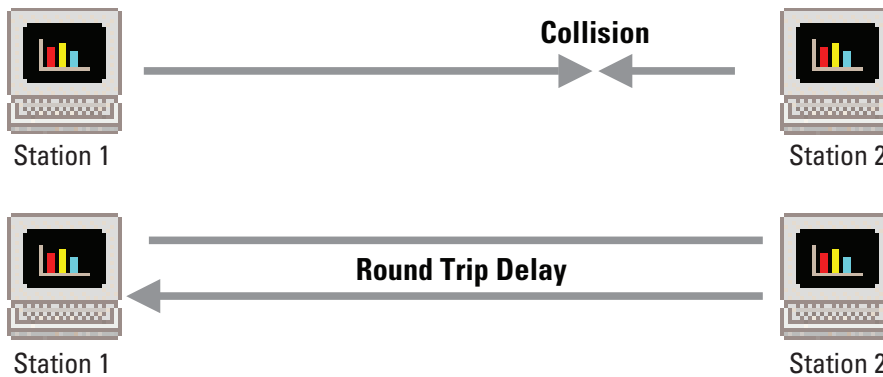 Collision
Station 1
Station 2
Round Trip Delay
Station 1
Station 2